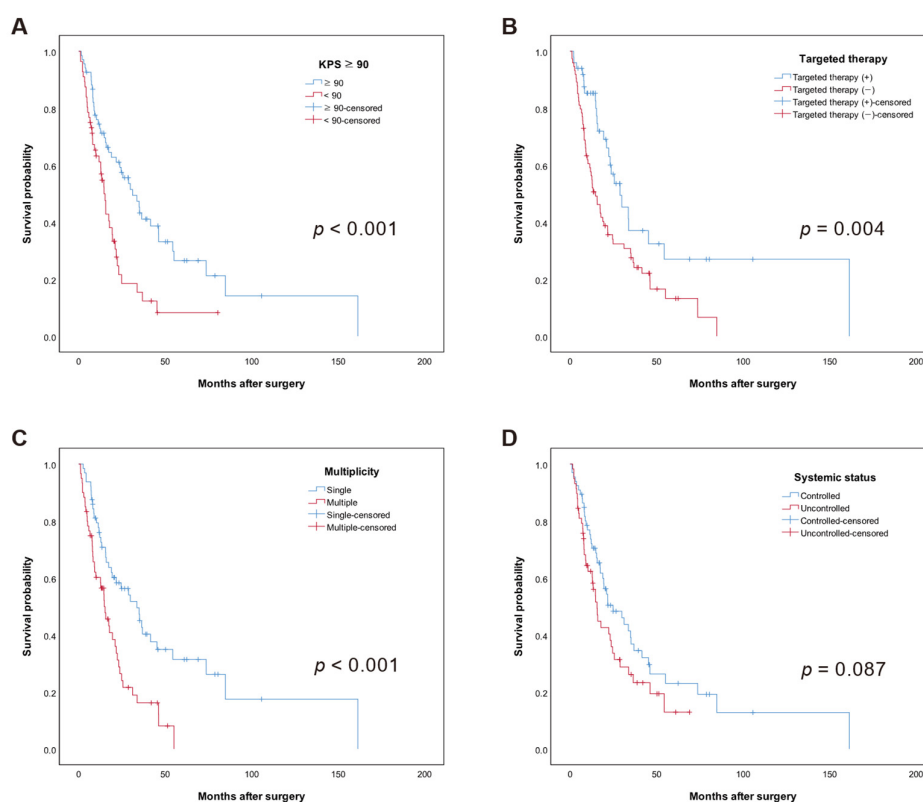 A
KPS ≥ 90
≥ 90
< 90
≥ 90-censored
< 90-censored
p < 0.001
Survival probability
1.0
0.8
0.6
0.4
0.2
0.0
0 50 100 150 200
Months after surgery
B
Targeted therapy
Targeted therapy (+)
Targeted therapy (−)
Targeted therapy (+)-censored
Targeted therapy (−)-censored
p = 0.004
Survival probability
1.0
0.8
0.6
0.4
0.2
0.0
0 50 100 150 200
Months after surgery
C
Multiplicity
Single
Multiple
Single-censored
Multiple-censored
p < 0.001
Survival probability
1.0
0.8
0.6
0.4
0.2
0.0
0 50 100 150 200
Months after surgery
D
Systemic status
Controlled
Uncontrolled
Controlled-censored
Uncontrolled-censored
p = 0.087
Survival probability
1.0
0.8
0.6
0.4
0.2
0.0
0 50 100 150 200
Months after surgery